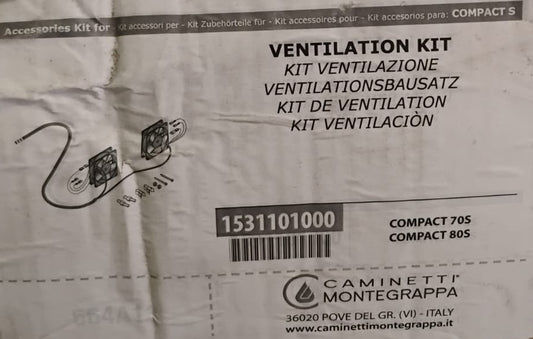 Accessories Kit for - Kit accessori per - Kit Zubehörteile für - Kit accessoires pour - Kit accesorios para: COMPACT S
VENTILATION KIT
KIT VENTILAZIONE
VENTILATIONSBAUSATZ
KIT DE VENTILATION
KIT VENTILACIÒN
1531101000
COMPACT 70S
COMPACT 80S
CAMINETTI®
MONTEGRAPPA
36020 POVE DEL GR. (VI) - ITALY
www.caminettimontegrappa.it